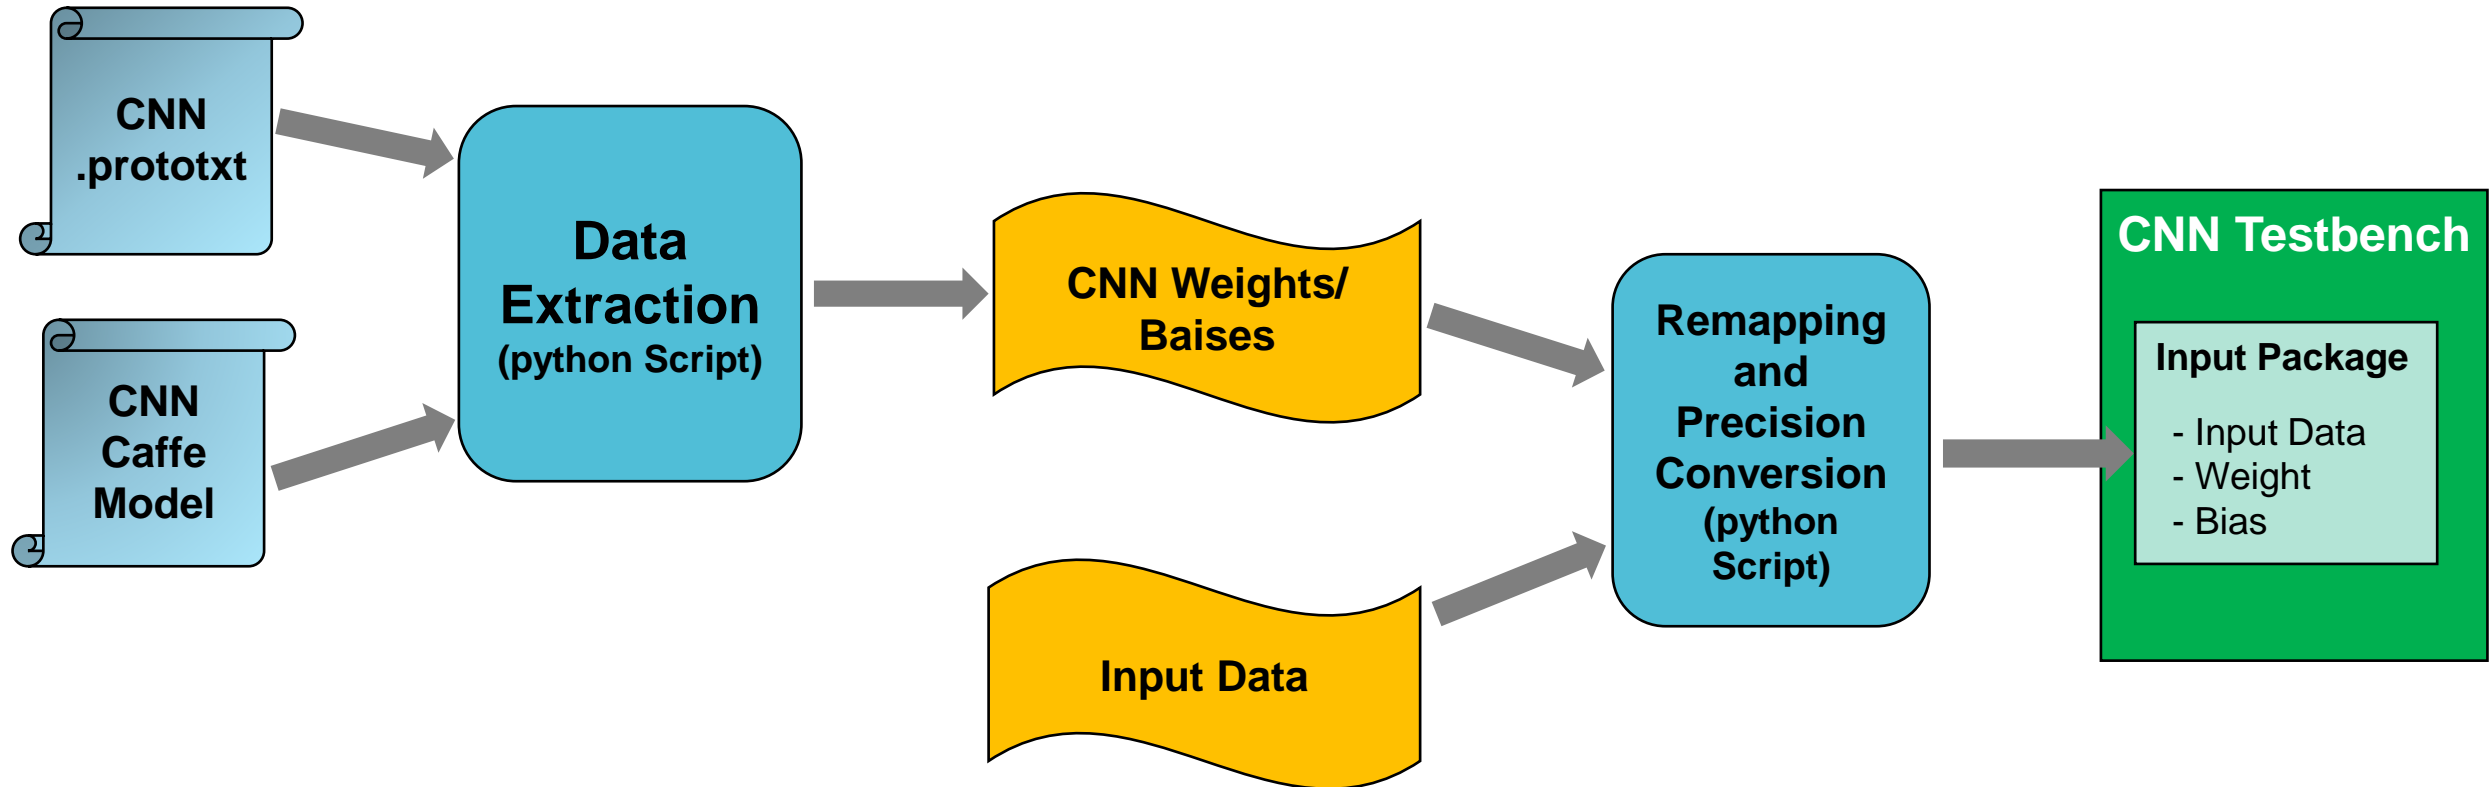 CNN
.prototxt
CNN
Caffe
Model
Data
Extraction
(python Script)
CNN Weights/
Baises
Input Data
Remapping
and
Precision
Conversion
(python
Script)
CNN Testbench
Input Package
- Input Data
- Weight
- Bias